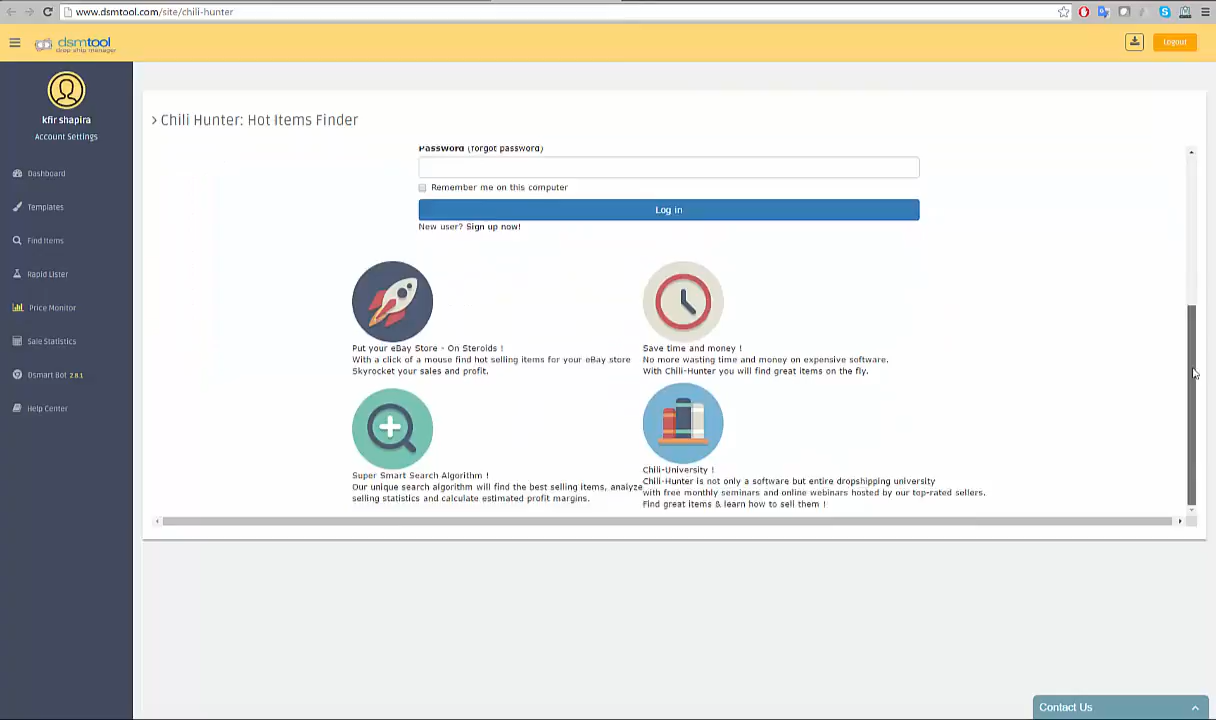 www.dsmtool.com/site/chili-hunter
dsmtool
drop ship manager
Logout
kfir shapira
Account Settings
Dashboard
Templates
Find Items
Rapid Lister
Price Monitor
Sale Statistics
Dsmart Bot 2.8.1
Help Center
Chili Hunter: Hot Items Finder
Password (forgot password)
Remember me on this computer
Log in
New user? Sign up now!
Put your eBay Store - On Steroids !
With a click of a mouse find hot selling items for your eBay store
Skyrocket your sales and profit.
Save time and money !
No more wasting time and money on expensive software.
With Chili-Hunter you will find great items on the fly.
Super Smart Search Algorithm !
Our unique search algorithm will find the best selling items, analyze
selling statistics and calculate estimated profit margins.
Chili-University !
Chili-Hunter is not only a software but entire dropshipping university
with free monthly seminars and online webinars hosted by our top-rated sellers.
Find great items & learn how to sell them !
Contact Us